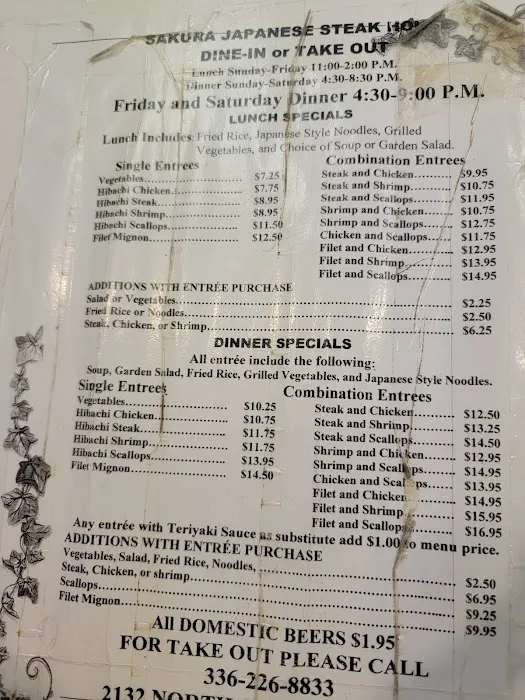 SAKURA JAPANESE STEAK HO
DINE-IN or TAKE OUT
Lunch Sunday-Friday 11:00-2:00 P.M.
Dinner Sunday-Saturday 4:30-8:30 P.M.
Friday and Saturday Dinner 4:30-9:00 P.M.
LUNCH SPECIALS
Lunch Includes: Fried Rice, Japanese Style Noodles, Grilled
Vegetables, and Choice of Soup or Garden Salad.
Single Entrees
Vegetables.................... $7.25
Hibachi Chicken.................... $7.75
Hibachi Steak.................... $8.95
Hibachi Shrimp.................... $8.95
Hibachi Scallops.................... $11.50
Filet Mignon.................... $12.50
Combination Entrees
Steak and Chicken.......... $9.95
Steak and Shrimp.......... $10.75
Steak and Scallops.......... $11.95
Shrimp and Chicken.......... $10.75
Shrimp and Scallops.......... $12.75
Chicken and Scallops...... $11.75
Filet and Chicken.......... $12.95
Filet and Shrimp.......... $13.95
Filet and Scallops.......... $14.95
ADDITIONS WITH ENTRÉE PURCHASE
Salad or Vegetables.................... $2.25
Fried Rice or Noodles.................... $2.50
Steak, Chicken, or Shrimp.................... $6.25
DINNER SPECIALS
All entrée include the following:
Soup, Garden Salad, Fried Rice, Grilled Vegetables, and Japanese Style Noodles.
Single Entrees
Vegetables.................... $10.25
Hibachi Chicken.................... $10.75
Hibachi Steak.................... $11.75
Hibachi Shrimp.................... $11.75
Hibachi Scallops.................... $13.95
Filet Mignon.................... $14.50
Combination Entrees
Steak and Chicken.......... $12.50
Steak and Shrimp.......... $13.25
Steak and Scallops.......... $14.50
Shrimp and Chicken.......... $12.95
Shrimp and Scallops.......... $14.95
Chicken and Scallops...... $13.95
Filet and Chicken.......... $14.95
Filet and Shrimp.......... $15.95
Filet and Scallops.......... $16.95
Any entrée with Teriyaki Sauce as substitute add $1.00 to menu price.
ADDITIONS WITH ENTRÉE PURCHASE
Vegetables, Salad, Fried Rice, Noodles,.................... $2.50
Steak, Chicken, or shrimp.................... $6.95
Scallops.................... $9.25
Filet Mignon.................... $9.95
All DOMESTIC BEERS $1.95
FOR TAKE OUT PLEASE CALL
336-226-8833
2132 NORTH